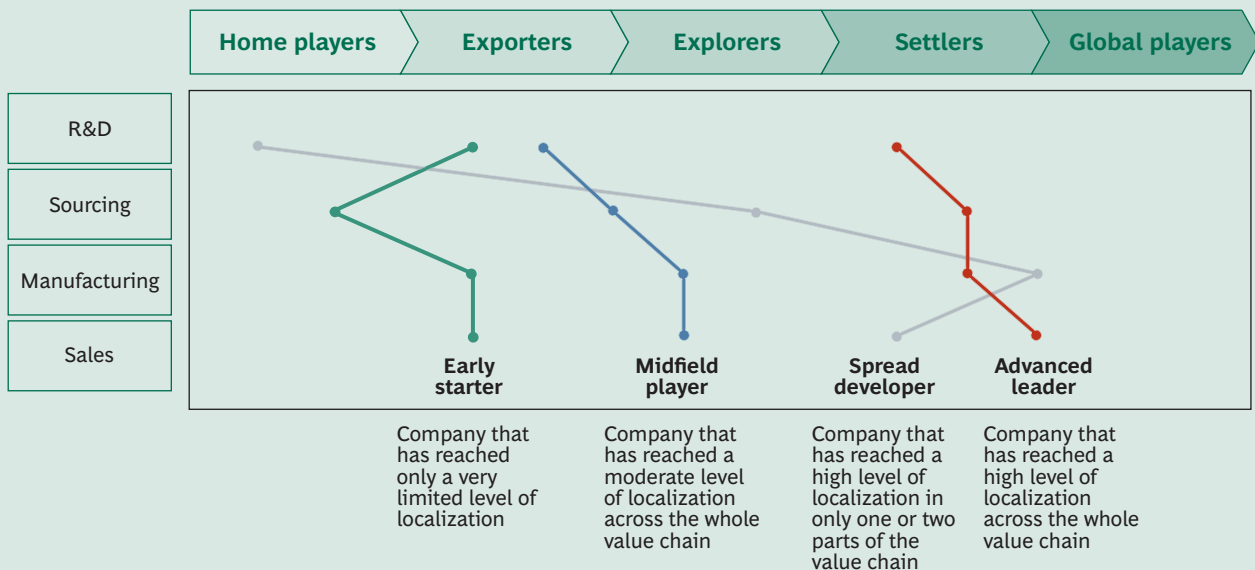 Home players
Exporters
Explorers
Settlers
Global players
R&D
Sourcing
Manufacturing
Sales
Early
starter
Midfield
player
Spread
developer
Advanced
leader
Company that
has reached
only a very
limited level of
localization
Company that
has reached a
moderate level
of localization
across the whole
value chain
Company that
has reached a
high level of
localization in
only one or two
parts of the
value chain
Company that
has reached a
high level of
localization
across the whole
value chain